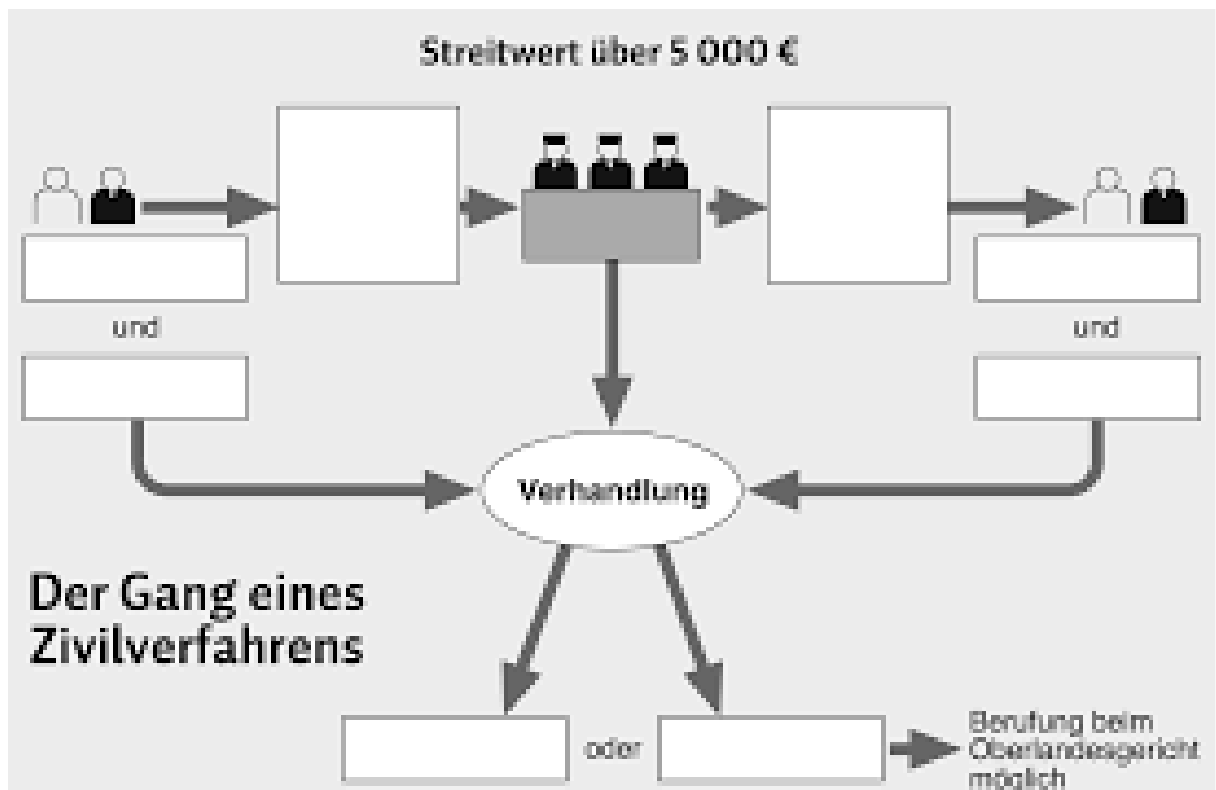 Streitwert über 5 000 €
und
und
Verhandlung
Der Gang eines
Zivilverfahrens
oder
Berufung beim
Oberlandesgericht
möglich